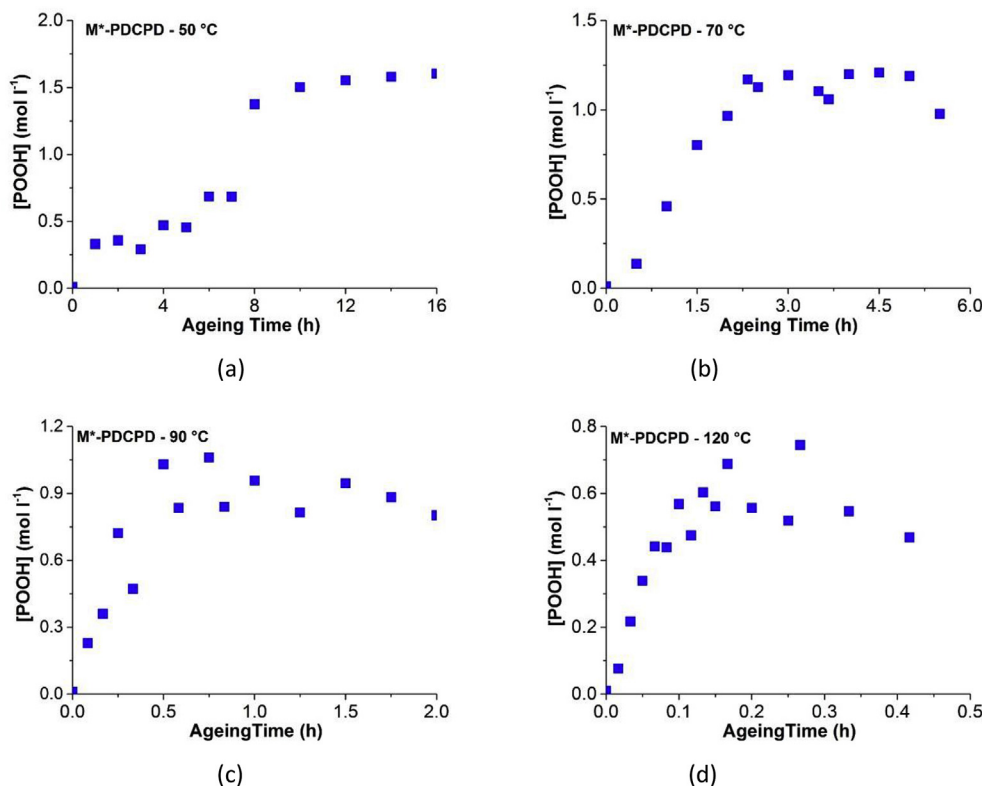 M*-PDCPD - 50 °C
2.0
1.5
1.0
0.5
0.0
[POOH] (mol l⁻¹)
0 4 8 12 16
Ageing Time (h)
(a)
M*-PDCPD - 70 °C
1.5
1.0
0.5
0.0
[POOH] (mol l⁻¹)
0.0 1.5 3.0 4.5 6.0
Ageing Time (h)
(b)
M*-PDCPD - 90 °C
1.2
0.9
0.6
0.3
0.0
[POOH] (mol l⁻¹)
0.0 0.5 1.0 1.5 2.0
AgeingTime (h)
(c)
M*-PDCPD - 120 °C
0.8
0.6
0.4
0.2
0.0
[POOH] (mol l⁻¹)
0.0 0.1 0.2 0.3 0.4 0.5
AgeingTime (h)
(d)